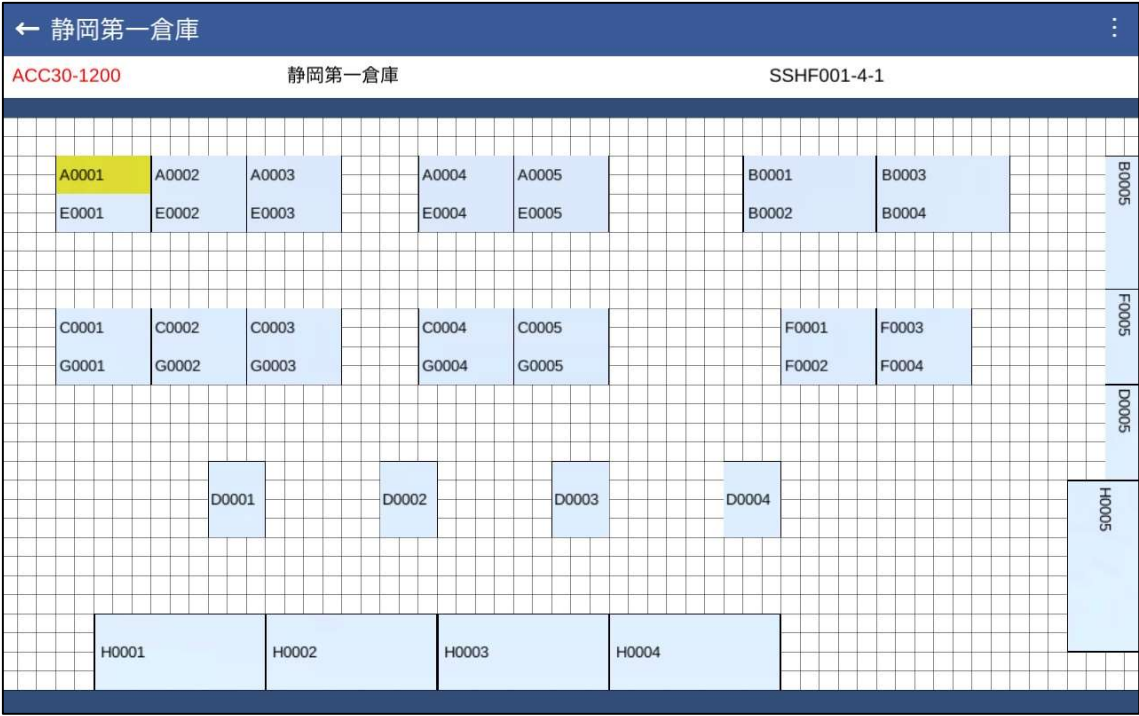 ← 静岡第一倉庫 ⋮
ACC30-1200 静岡第一倉庫 SSHF001-4-1
A0001 A0002 A0003 A0004 A0005 B0001 B0003 B0005
E0001 E0002 E0003 E0004 E0005 B0002 B0004
C0001 C0002 C0003 C0004 C0005 F0001 F0003 F0005
G0001 G0002 G0003 G0004 G0005 F0002 F0004
D0005
D0001 D0002 D0003 D0004 H0005
H0001 H0002 H0003 H0004